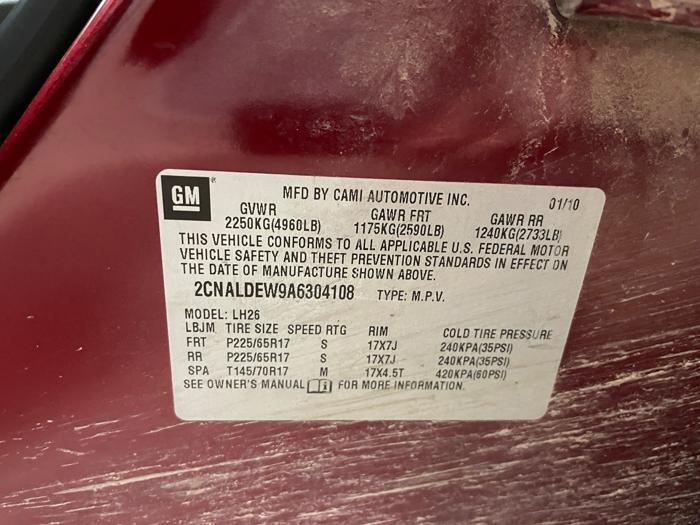 GM
MFD BY CAMI AUTOMOTIVE INC. 01/10
GVWR GAWR FRT GAWR RR
2250KG(4960LB) 1175KG(2590LB) 1240KG(2733LB)
THIS VEHICLE CONFORMS TO ALL APPLICABLE U.S. FEDERAL MOTOR
VEHICLE SAFETY AND THEFT PREVENTION STANDARDS IN EFFECT ON
THE DATE OF MANUFACTURE SHOWN ABOVE.
2CNALDEW9A6304108 TYPE: M.P.V.
MODEL: LH26
LBJM TIRE SIZE SPEED RTG RIM COLD TIRE PRESSURE
FRT P225/65R17 S 17X7J 240KPA(35PSI)
RR P225/65R17 S 17X7J 240KPA(35PSI)
SPA T145/70R17 M 17X4.5T 420KPA(60PSI)
SEE OWNER'S MANUAL FOR MORE INFORMATION.